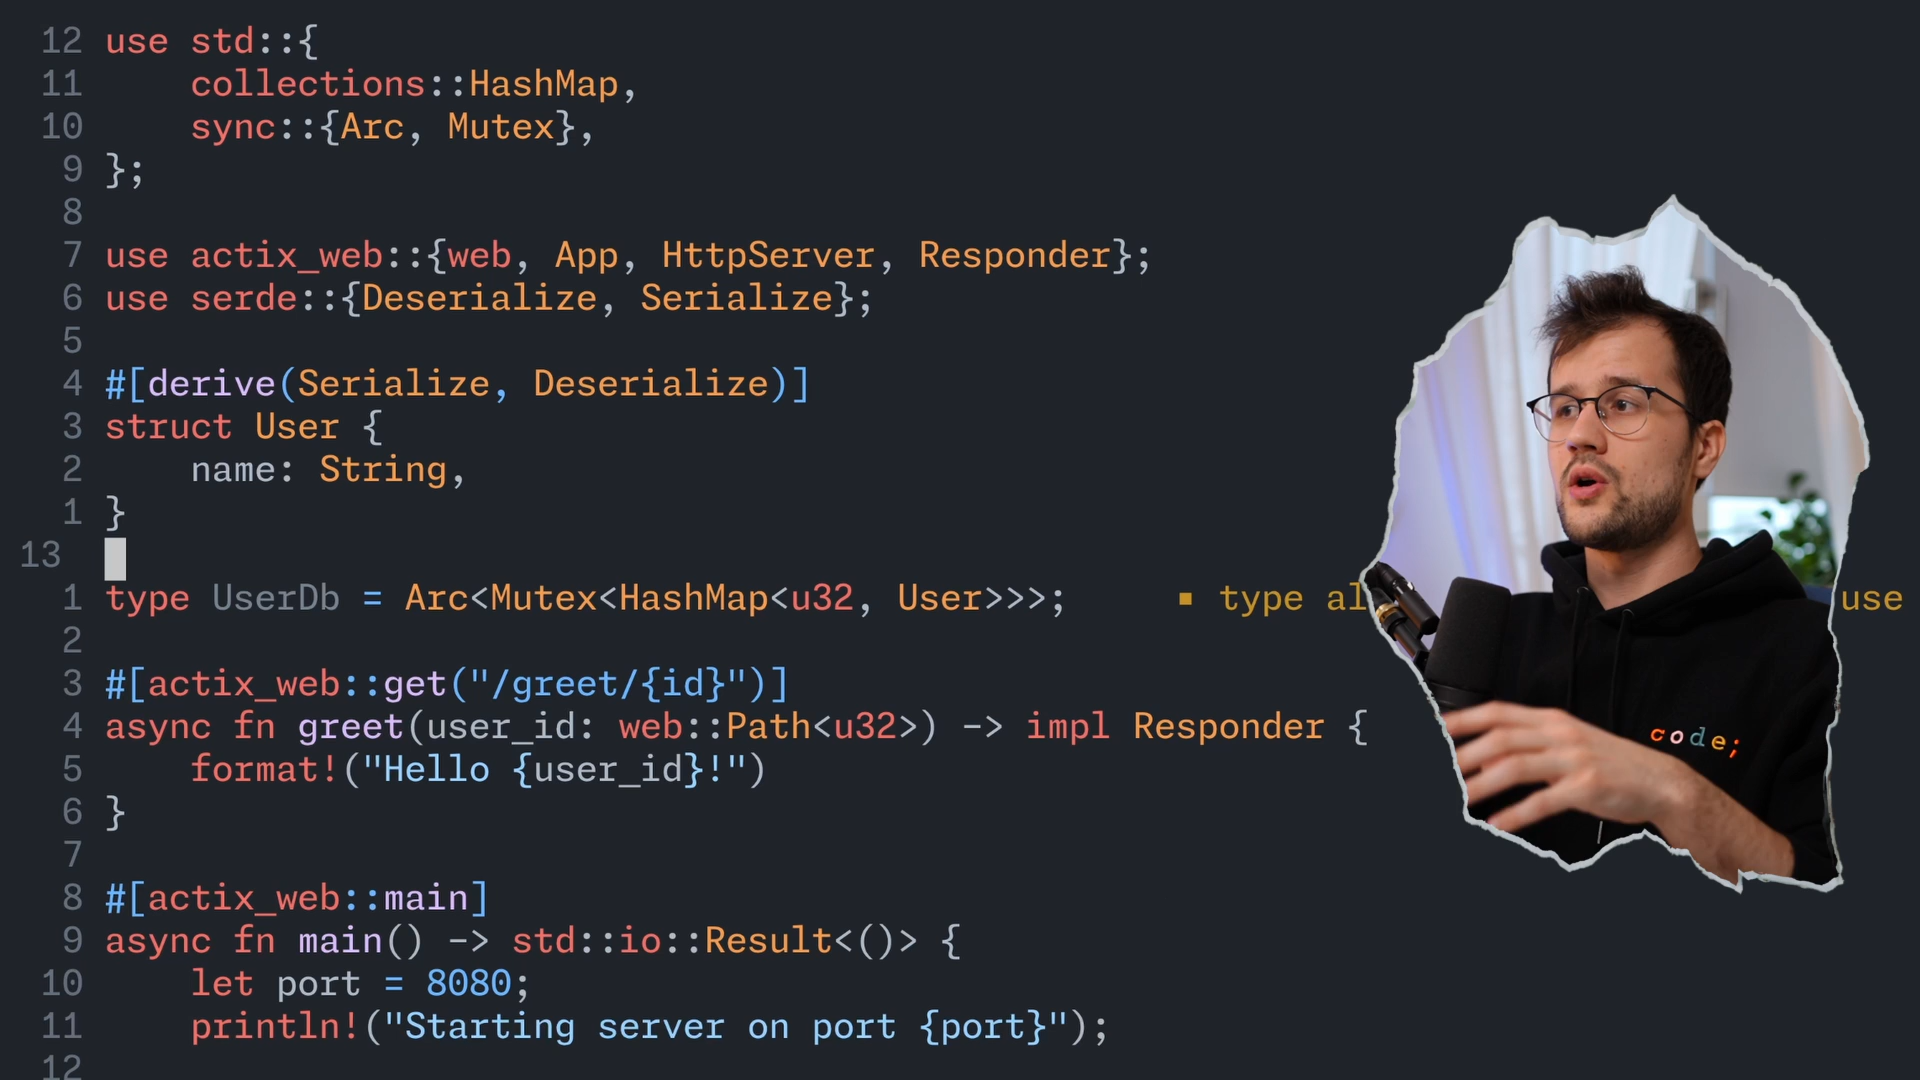 12 use std::{
11     collections::HashMap,
10     sync::{Arc, Mutex},
9 };
8
7 use actix_web::{web, App, HttpServer, Responder};
6 use serde::{Deserialize, Serialize};
5
4 #[derive(Serialize, Deserialize)]
3 struct User {
2     name: String,
1 }
13
1 type UserDb = Arc<Mutex<HashMap<u32, User>>>;     ■ type al use
2
3 #[actix_web::get("/greet/{id}")]
4 async fn greet(user_id: web::Path<u32>) -> impl Responder {
5     format!("Hello {user_id}!")
6 }
7
8 #[actix_web::main]
9 async fn main() -> std::io::Result<()> {
10     let port = 8080;
11     println!("Starting server on port {port}");
12
code;